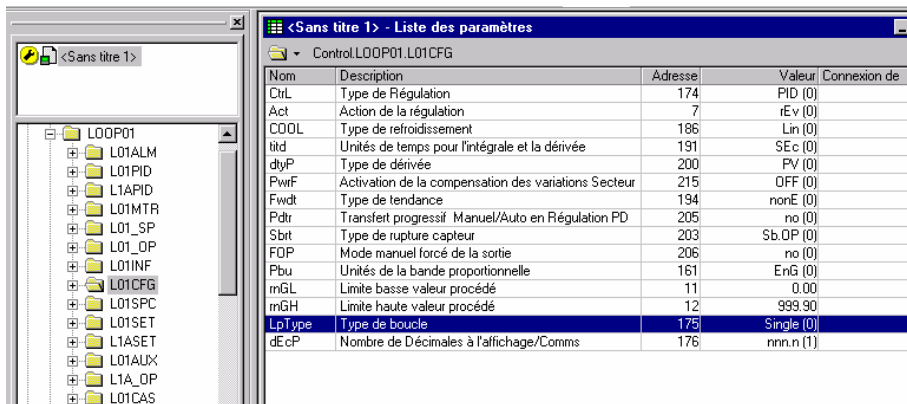 <Sans titre 1> - Liste des paramètres
<Sans titre 1>
Control.LOOP01.L01CFG
Nom Description Adresse Valeur Connexion de
CtrL Type de Régulation 174 PID (0)
Act Action de la régulation 7 rEv (0)
COOL Type de refroidissement 186 Lin (0)
titd Unités de temps pour l'intégrale et la dérivée 191 SEc (0)
dtyP Type de dérivée 200 PV (0)
PwrF Activation de la compensation des variations Secteur 215 OFF (0)
Fwdt Type de tendance 194 nonE (0)
Pdtr Transfert progressif Manuel/Auto en Régulation PD 205 no (0)
Sbrt Type de rupture capteur 203 Sb.OP (0)
FOP Mode manuel forcé de la sortie 206 no (0)
Pbu Unités de la bande proportionnelle 161 EnG (0)
rnGL Limite basse valeur procédé 11 0.00
rnGH Limite haute valeur procédé 12 999.90
LpType Type de boucle 175 Single (0)
dEcP Nombre de Décimales à l'affichage/Comms 176 nnn.n (1)
LOOP01
L01ALM
L01PID
L1APID
L01MTR
L01_SP
L01_OP
L01INF
L01CFG
L01SPC
L01SET
L1ASET
L01AUX
L1A_OP
L01CAS